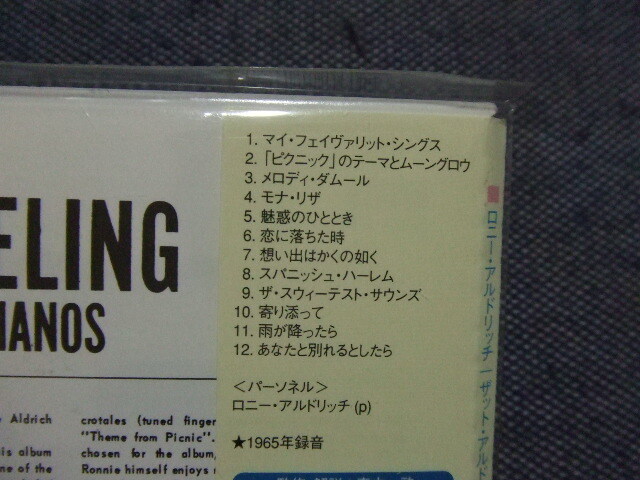 1. マイ・フェイヴァリット・シングス
2. 「ピクニック」のテーマとムーングロウ
3. メロディ・ダムール
4. モナ・リザ
5. 魅惑のひととき
6. 恋に落ちた時
7. 想い出はかくの如く
8. スパニッシュ・ハーレム
9. ザ・スウィーテスト・サウンズ
10. 寄り添って
11. 雨が降ったら
12. あなたと別れるとしたら
＜パーソネル＞
ロニー・アルドリッチ (p)
★1965年録音
ELING
IANOS
Aldrich
is album
ne of the
crotales (tuned finger
"Theme from Picnic".
chosen for the album,
Ronnie himself enjoys
ロニー・アルドリッチ ─ ザット・アルド